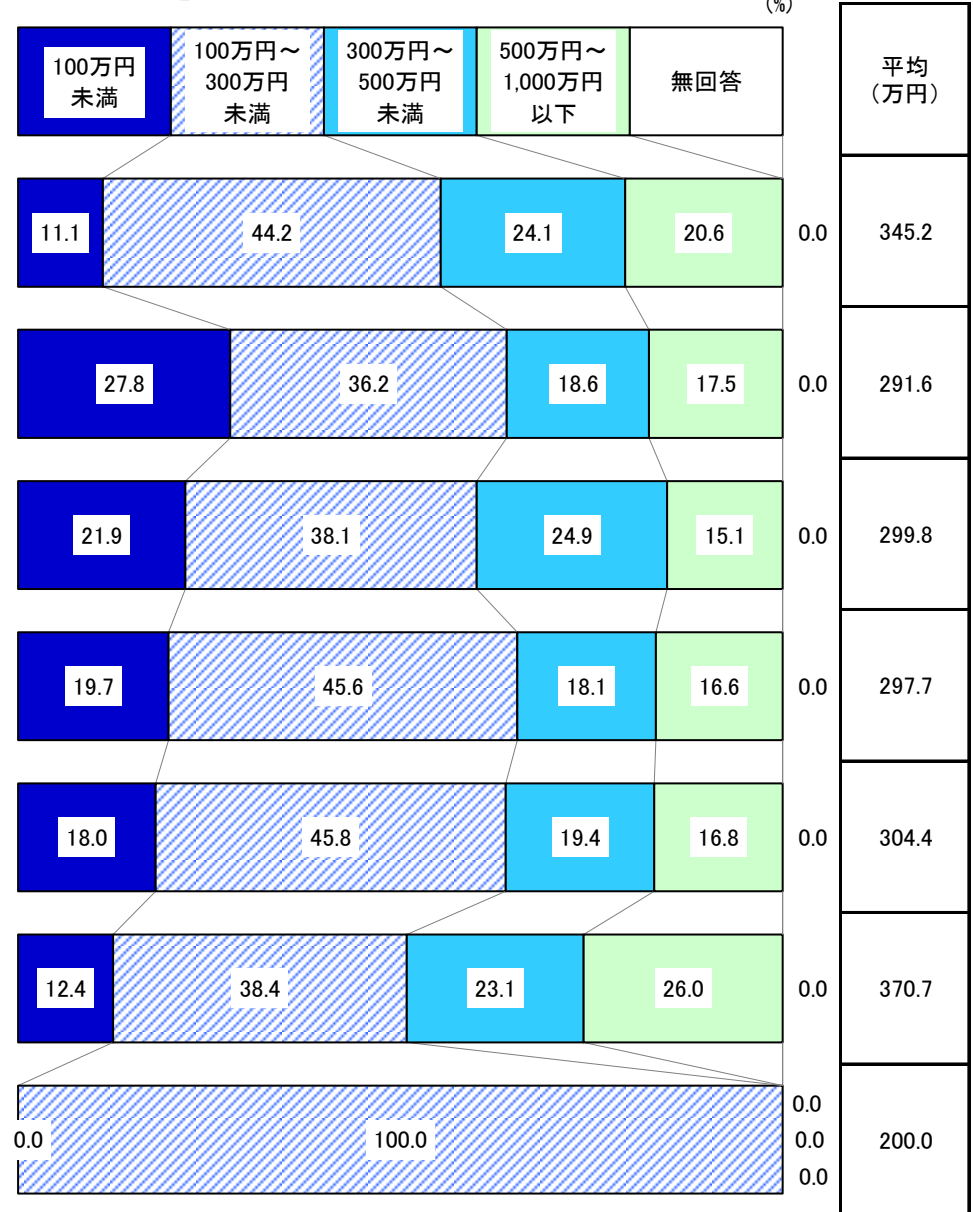 (%)
100万円
未満
100万円～
300万円
未満
300万円～
500万円
未満
500万円～
1,000万円
以下
無回答
平均
（万円）
11.1 44.2 24.1 20.6 0.0 345.2
27.8 36.2 18.6 17.5 0.0 291.6
21.9 38.1 24.9 15.1 0.0 299.8
19.7 45.6 18.1 16.6 0.0 297.7
18.0 45.8 19.4 16.8 0.0 304.4
12.4 38.4 23.1 26.0 0.0 370.7
0.0
0.0 100.0 0.0 200.0
0.0